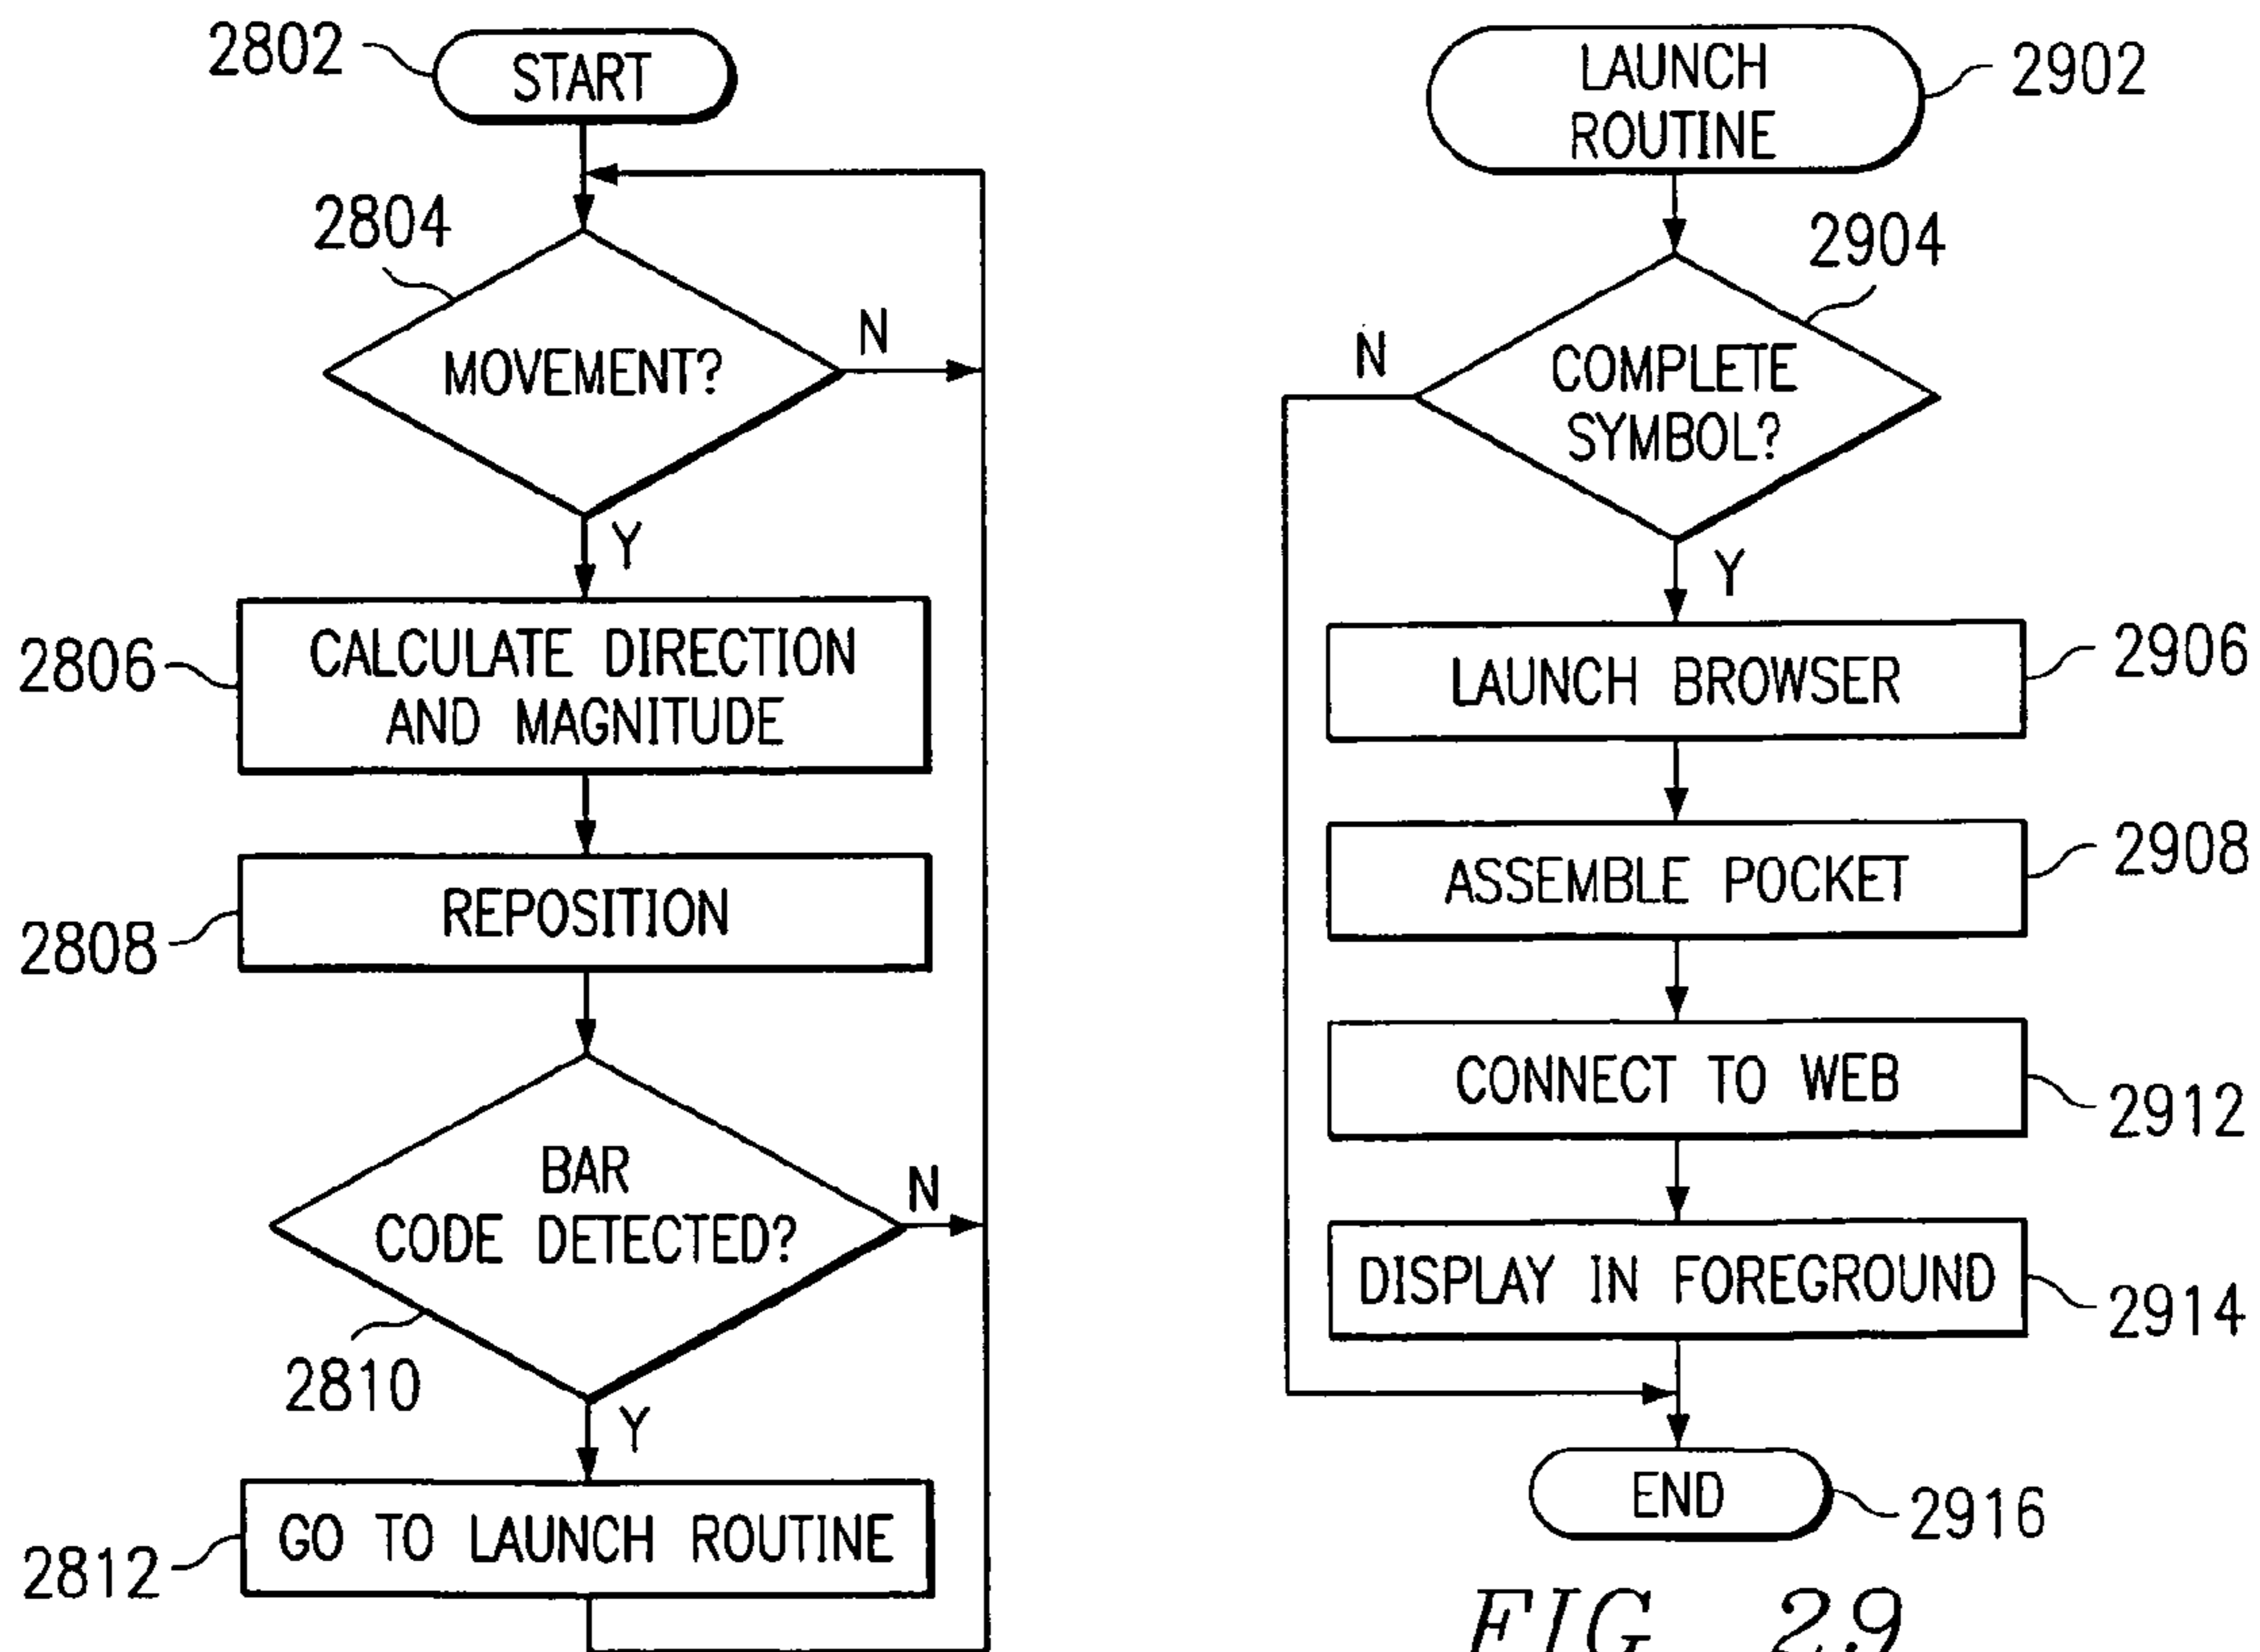 2802
START
2804
MOVEMENT?
N
Y
2806
CALCULATE DIRECTION
AND MAGNITUDE
2808
REPOSITION
BAR
CODE DETECTED?
N
2810
Y
2812
GO TO LAUNCH ROUTINE
LAUNCH
ROUTINE
2902
2904
N
COMPLETE
SYMBOL?
Y
LAUNCH BROWSER
2906
ASSEMBLE POCKET
2908
CONNECT TO WEB
2912
DISPLAY IN FOREGROUND
2914
END
2916
FIG. 29